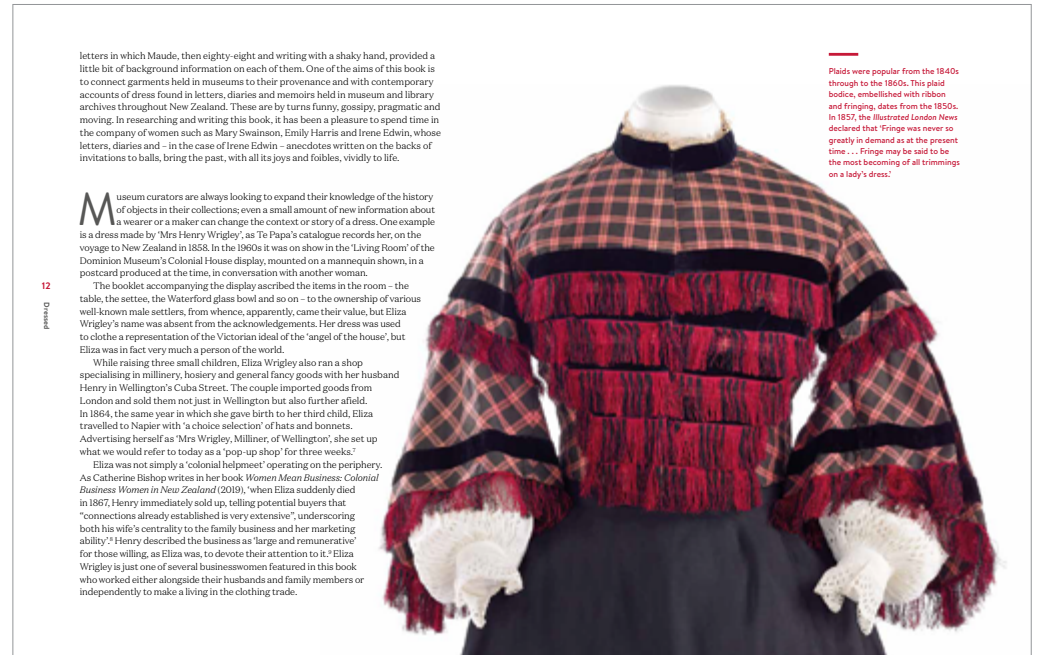 letters in which Maude, then eighty-eight and writing with a shaky hand, provided a
little bit of background information on each of them. One of the aims of this book is
to connect garments held in museums to their provenance and with contemporary
accounts of dress found in letters, diaries and memoirs held in museum and library
archives throughout New Zealand. These are by turns funny, gossipy, pragmatic and
moving. In researching and writing this book, it has been a pleasure to spend time in
the company of women such as Mary Swainson, Emily Harris and Irene Edwin, whose
letters, diaries and – in the case of Irene Edwin – anecdotes written on the backs of
invitations to balls, bring the past, with all its joys and foibles, vividly to life.
Museum curators are always looking to expand their knowledge of the history
of objects in their collections; even a small amount of new information about
a wearer or a maker can change the context or story of a dress. One example
is a dress made by ‘Mrs Henry Wrigley’, as Te Papa’s catalogue records her, on the
voyage to New Zealand in 1858. In the 1960s it was on show in the ‘Living Room’ of the
Dominion Museum’s Colonial House display, mounted on a mannequin shown, in a
postcard produced at the time, in conversation with another woman.
The booklet accompanying the display ascribed the items in the room – the
table, the settee, the Waterford glass bowl and so on – to the ownership of various
well-known male settlers, from whence, apparently, came their value, but Eliza
Wrigley’s name was absent from the acknowledgements. Her dress was used
to clothe a representation of the Victorian ideal of the ‘angel of the house’, but
Eliza was in fact very much a person of the world.
While raising three small children, Eliza Wrigley also ran a shop
specialising in millinery, hosiery and general fancy goods with her husband
Henry in Wellington’s Cuba Street. The couple imported goods from
London and sold them not just in Wellington but also further afield.
In 1864, the same year in which she gave birth to her third child, Eliza
travelled to Napier with ‘a choice selection’ of hats and bonnets.
Advertising herself as ‘Mrs Wrigley, Milliner, of Wellington’, she set up
what we would refer to today as a ‘pop-up shop’ for three weeks.⁷
Eliza was not simply a ‘colonial helpmeet’ operating on the periphery.
As Catherine Bishop writes in her book Women Mean Business: Colonial
Business Women in New Zealand (2019), ‘when Eliza suddenly died
in 1867, Henry immediately sold up, telling potential buyers that
“connections already established is very extensive”, underscoring
both his wife’s centrality to the family business and her marketing
ability’.⁸ Henry described the business as ‘large and remunerative’
for those willing, as Eliza was, to devote their attention to it.⁹ Eliza
Wrigley is just one of several businesswomen featured in this book
who worked either alongside their husbands and family members or
independently to make a living in the clothing trade.
12
Dressed
Plaids were popular from the 1840s
through to the 1860s. This plaid
bodice, embellished with ribbon
and fringing, dates from the 1850s.
In 1857, the Illustrated London News
declared that ‘Fringe was never so
greatly in demand as at the present
time . . . Fringe may be said to be
the most becoming of all trimmings
on a lady’s dress.’